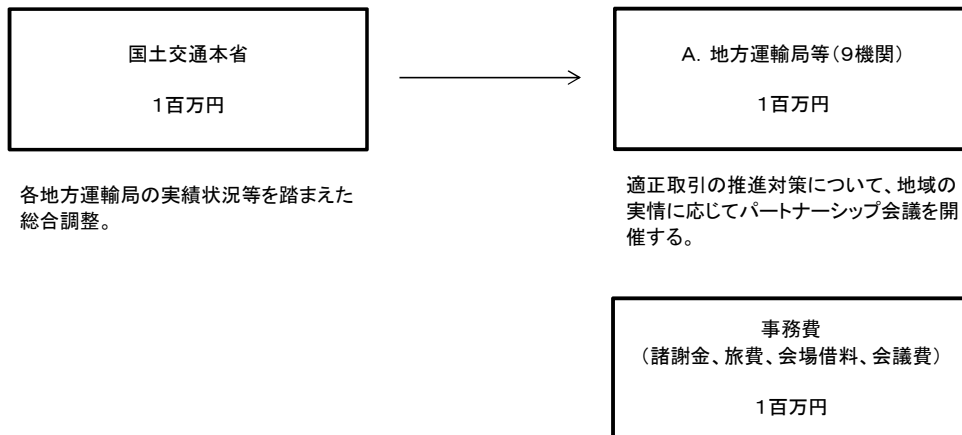 国土交通本省
1百万円
各地方運輸局の実績状況等を踏まえた
総合調整。
A. 地方運輸局等(9機関)
1百万円
適正取引の推進対策について、地域の
実情に応じてパートナーシップ会議を開
催する。
事務費
(諸謝金、旅費、会場借料、会議費)
1百万円